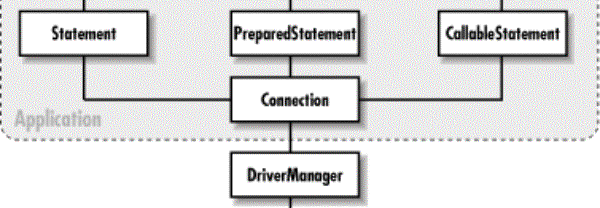 Statement
PreparedStatement
CallableStatement
Connection
Application
DriverManager